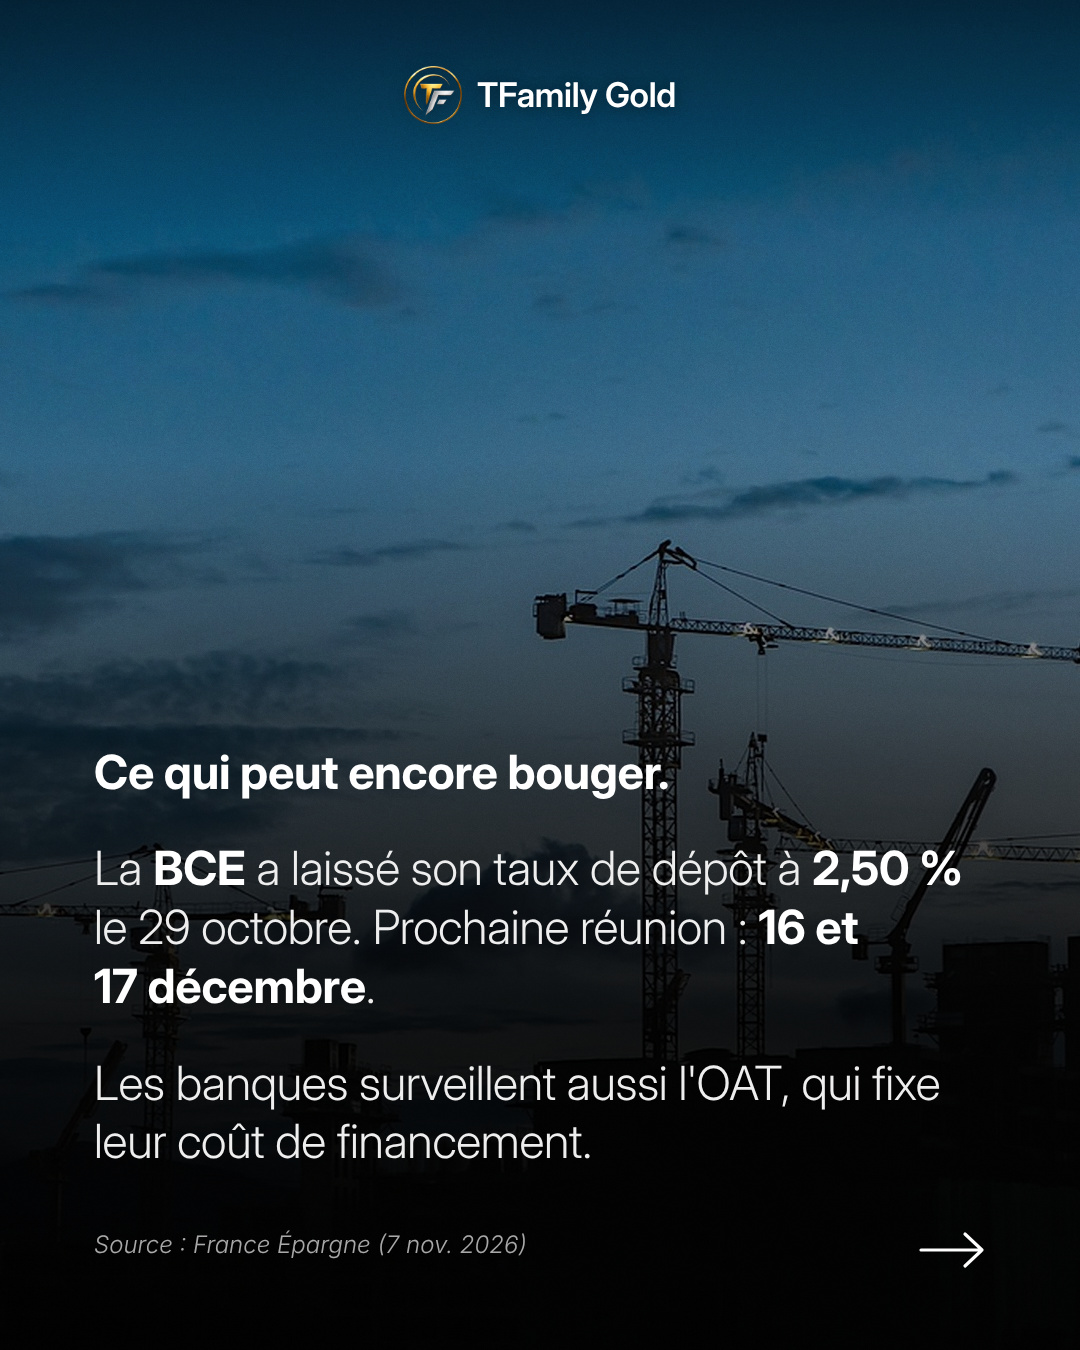 TF TFamily Gold
Ce qui peut encore bouger.
La BCE a laissé son taux de dépôt à 2,50 %
le 29 octobre. Prochaine réunion : 16 et
17 décembre.
Les banques surveillent aussi l'OAT, qui fixe
leur coût de financement.
Source : France Épargne (7 nov. 2026)